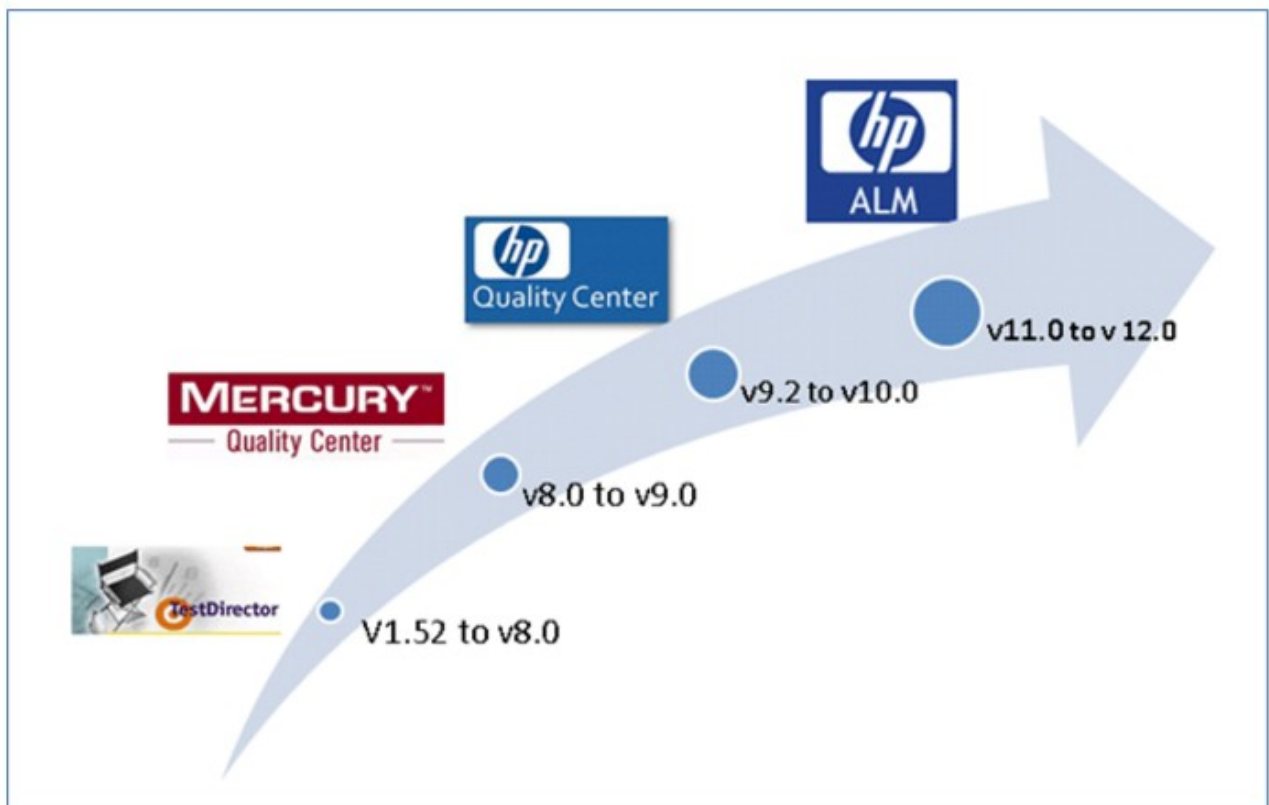 hp
ALM
hp
Quality Center
v11.0 to v 12.0
v9.2 to v10.0
MERCURY™
Quality Center
v8.0 to v9.0
TestDirector
V1.52 to v8.0